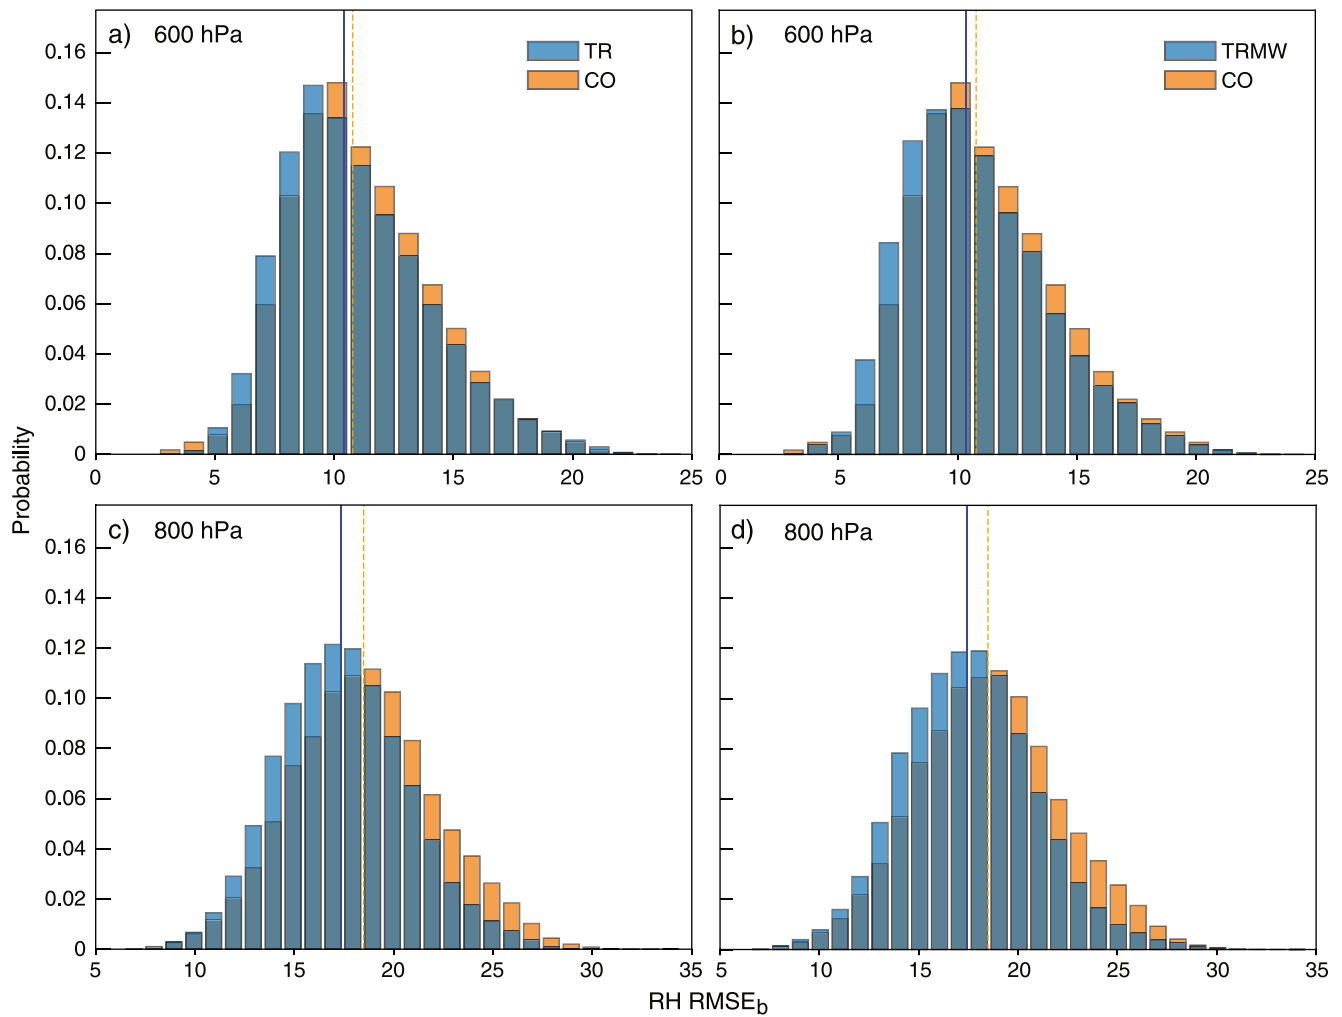 a) 600 hPa
TR
CO
0.16
0.14
0.12
0.10
0.08
0.06
0.04
0.02
0
0 5 10 15 20 25
b) 600 hPa
TRMW
CO
0 5 10 15 20 25
c) 800 hPa
0.16
0.14
0.12
0.10
0.08
0.06
0.04
0.02
0
5 10 15 20 25 30 35
d) 800 hPa
5 10 15 20 25 30 35
Probability
RH RMSEb